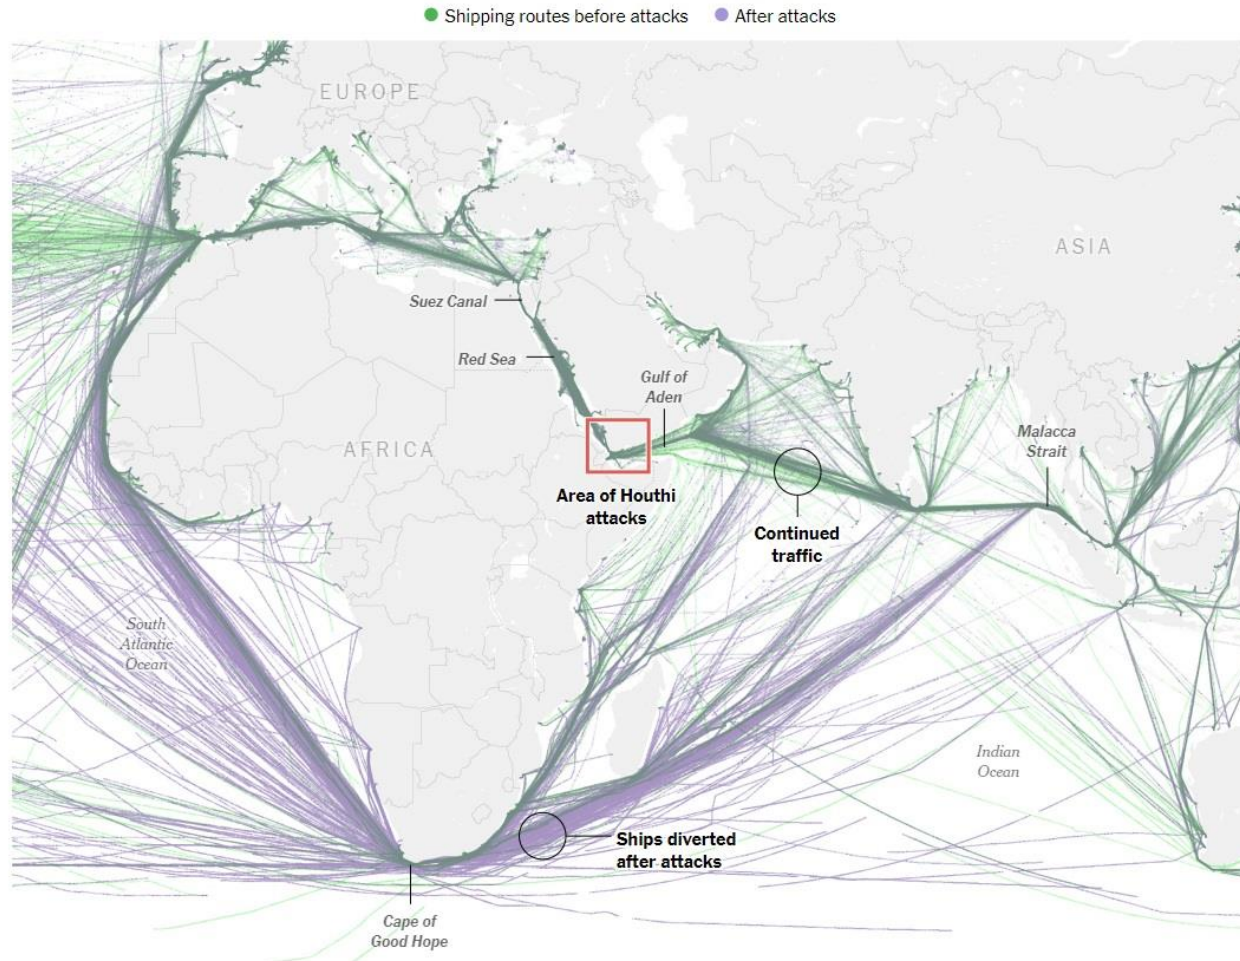 Shipping routes before attacks
After attacks
EUROPE
ASIA
Suez Canal
Red Sea
Gulf of
Aden
AFRICA
Malacca
Strait
Area of Houthi
attacks
Continued
traffic
South
Atlantic
Ocean
Indian
Ocean
Ships diverted
after attacks
Cape of
Good Hope